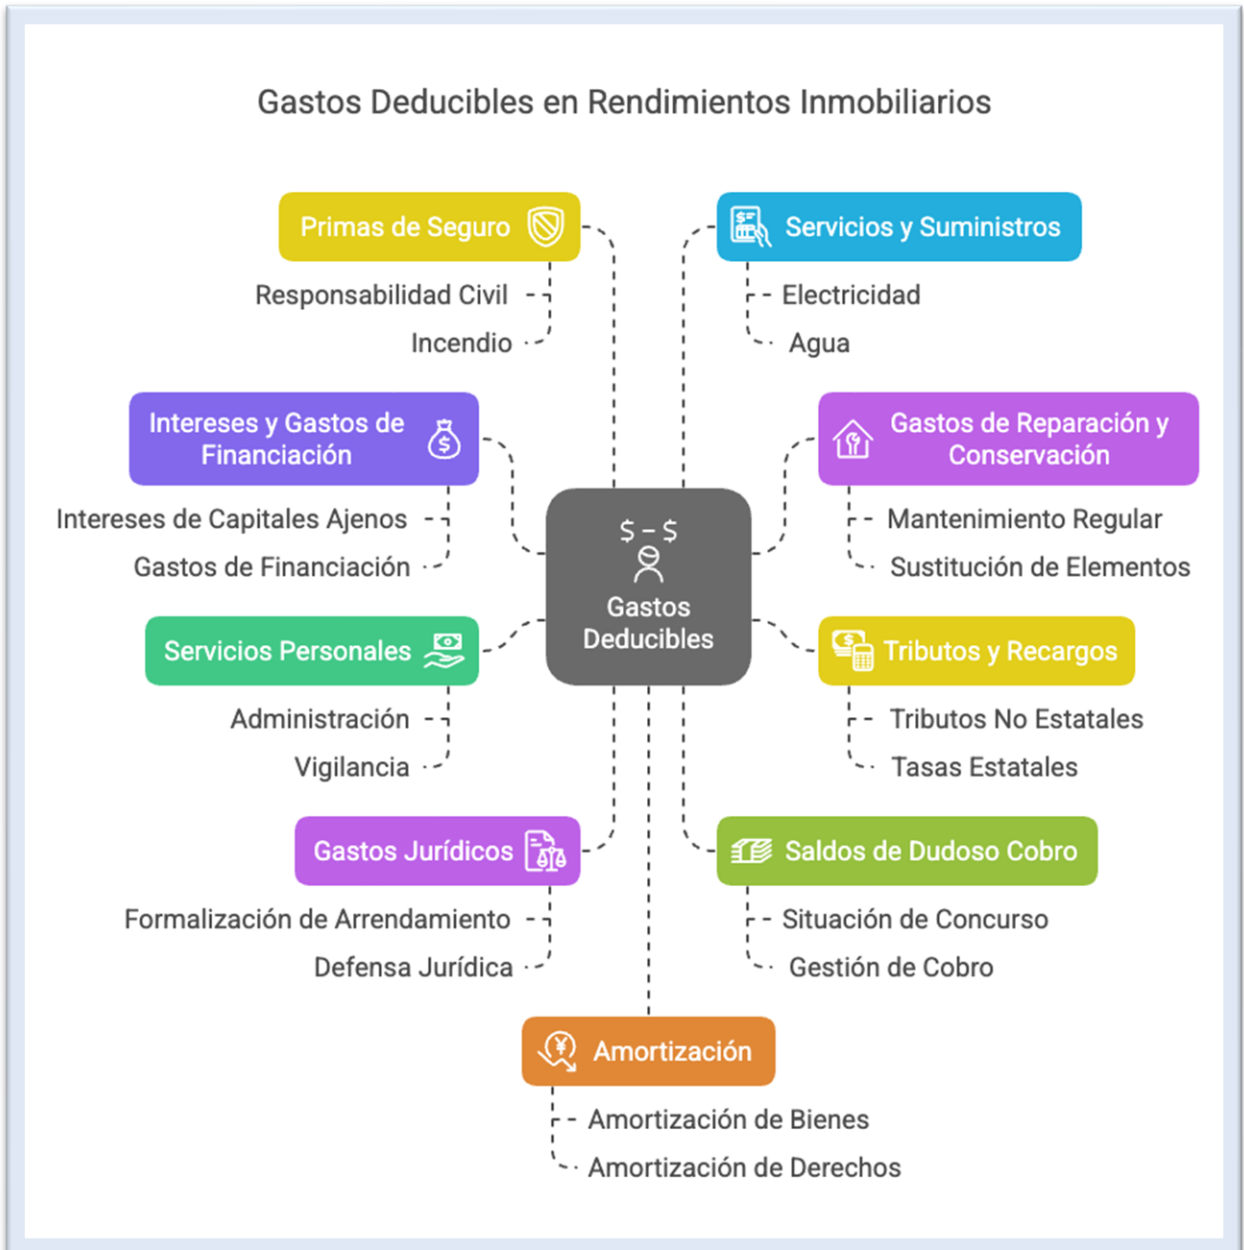 Gastos Deducibles en Rendimientos Inmobiliarios
Primas de Seguro
Responsabilidad Civil
Incendio
Servicios y Suministros
Electricidad
Agua
Intereses y Gastos de
Financiación
Intereses de Capitales Ajenos
Gastos de Financiación
Gastos de Reparación y
Conservación
Mantenimiento Regular
Sustitución de Elementos
$ – $
Gastos
Deducibles
Servicios Personales
Administración
Vigilancia
Tributos y Recargos
Tributos No Estatales
Tasas Estatales
Gastos Jurídicos
Formalización de Arrendamiento
Defensa Jurídica
Saldos de Dudoso Cobro
Situación de Concurso
Gestión de Cobro
Amortización
Amortización de Bienes
Amortización de Derechos